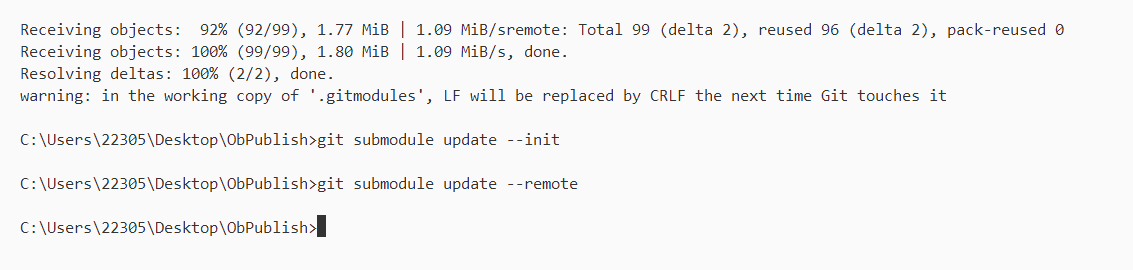 Receiving objects:  92% (92/99), 1.77 MiB | 1.09 MiB/sremote: Total 99 (delta 2), reused 96 (delta 2), pack-reused 0
Receiving objects: 100% (99/99), 1.80 MiB | 1.09 MiB/s, done.
Resolving deltas: 100% (2/2), done.
warning: in the working copy of '.gitmodules', LF will be replaced by CRLF the next time Git touches it
C:\Users\22305\Desktop\ObPublish>git submodule update --init
C:\Users\22305\Desktop\ObPublish>git submodule update --remote
C:\Users\22305\Desktop\ObPublish>